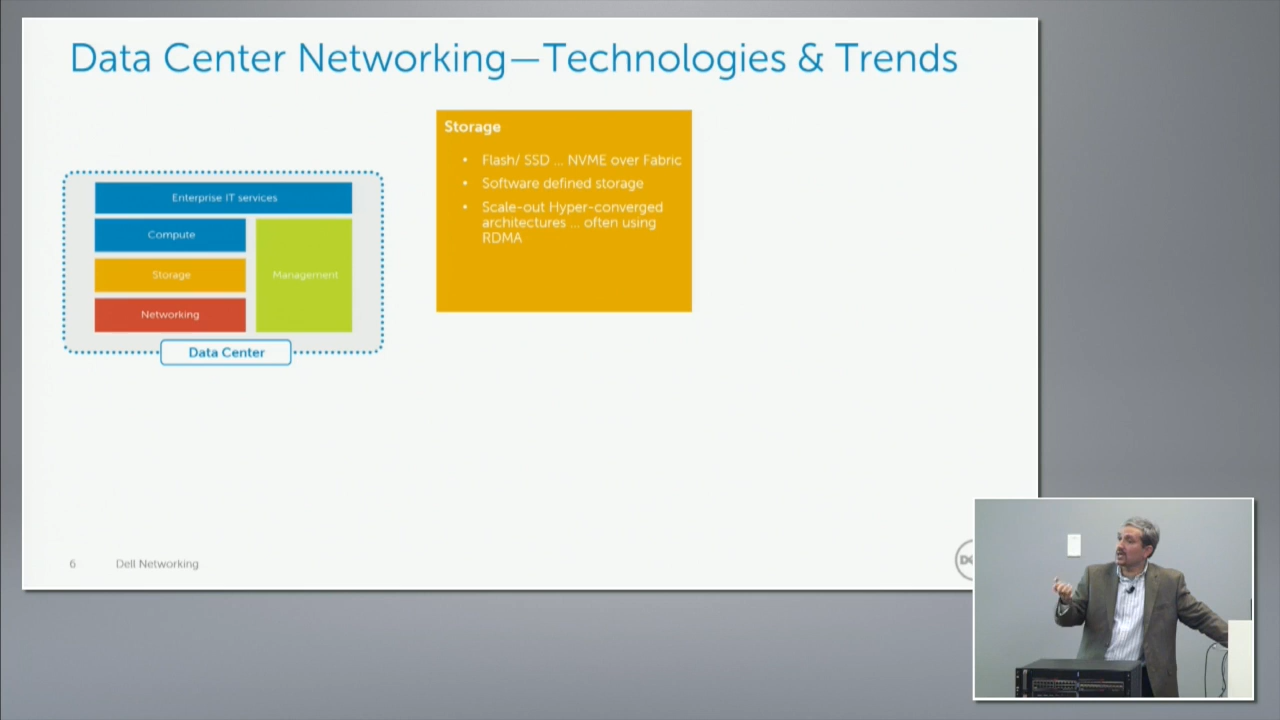 Data Center Networking—Technologies & Trends
Storage
• Flash/ SSD ... NVME over Fabric
• Software defined storage
• Scale-out Hyper-converged
architectures ... often using
RDMA
Enterprise IT services
Compute
Storage
Networking
Management
Data Center
6
Dell Networking